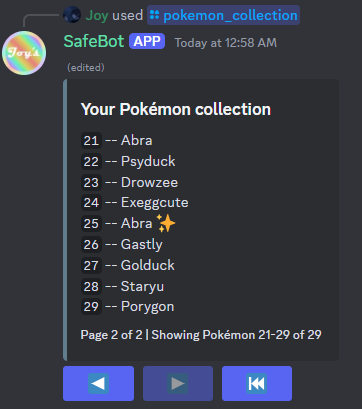 Joy used pokemon_collection
Joy's
SafeBot APP Today at 12:58 AM
(edited)
Your Pokémon collection
21 -- Abra
22 -- Psyduck
23 -- Drowzee
24 -- Exeggcute
25 -- Abra ✨
26 -- Gastly
27 -- Golduck
28 -- Staryu
29 -- Porygon
Page 2 of 2 | Showing Pokémon 21-29 of 29